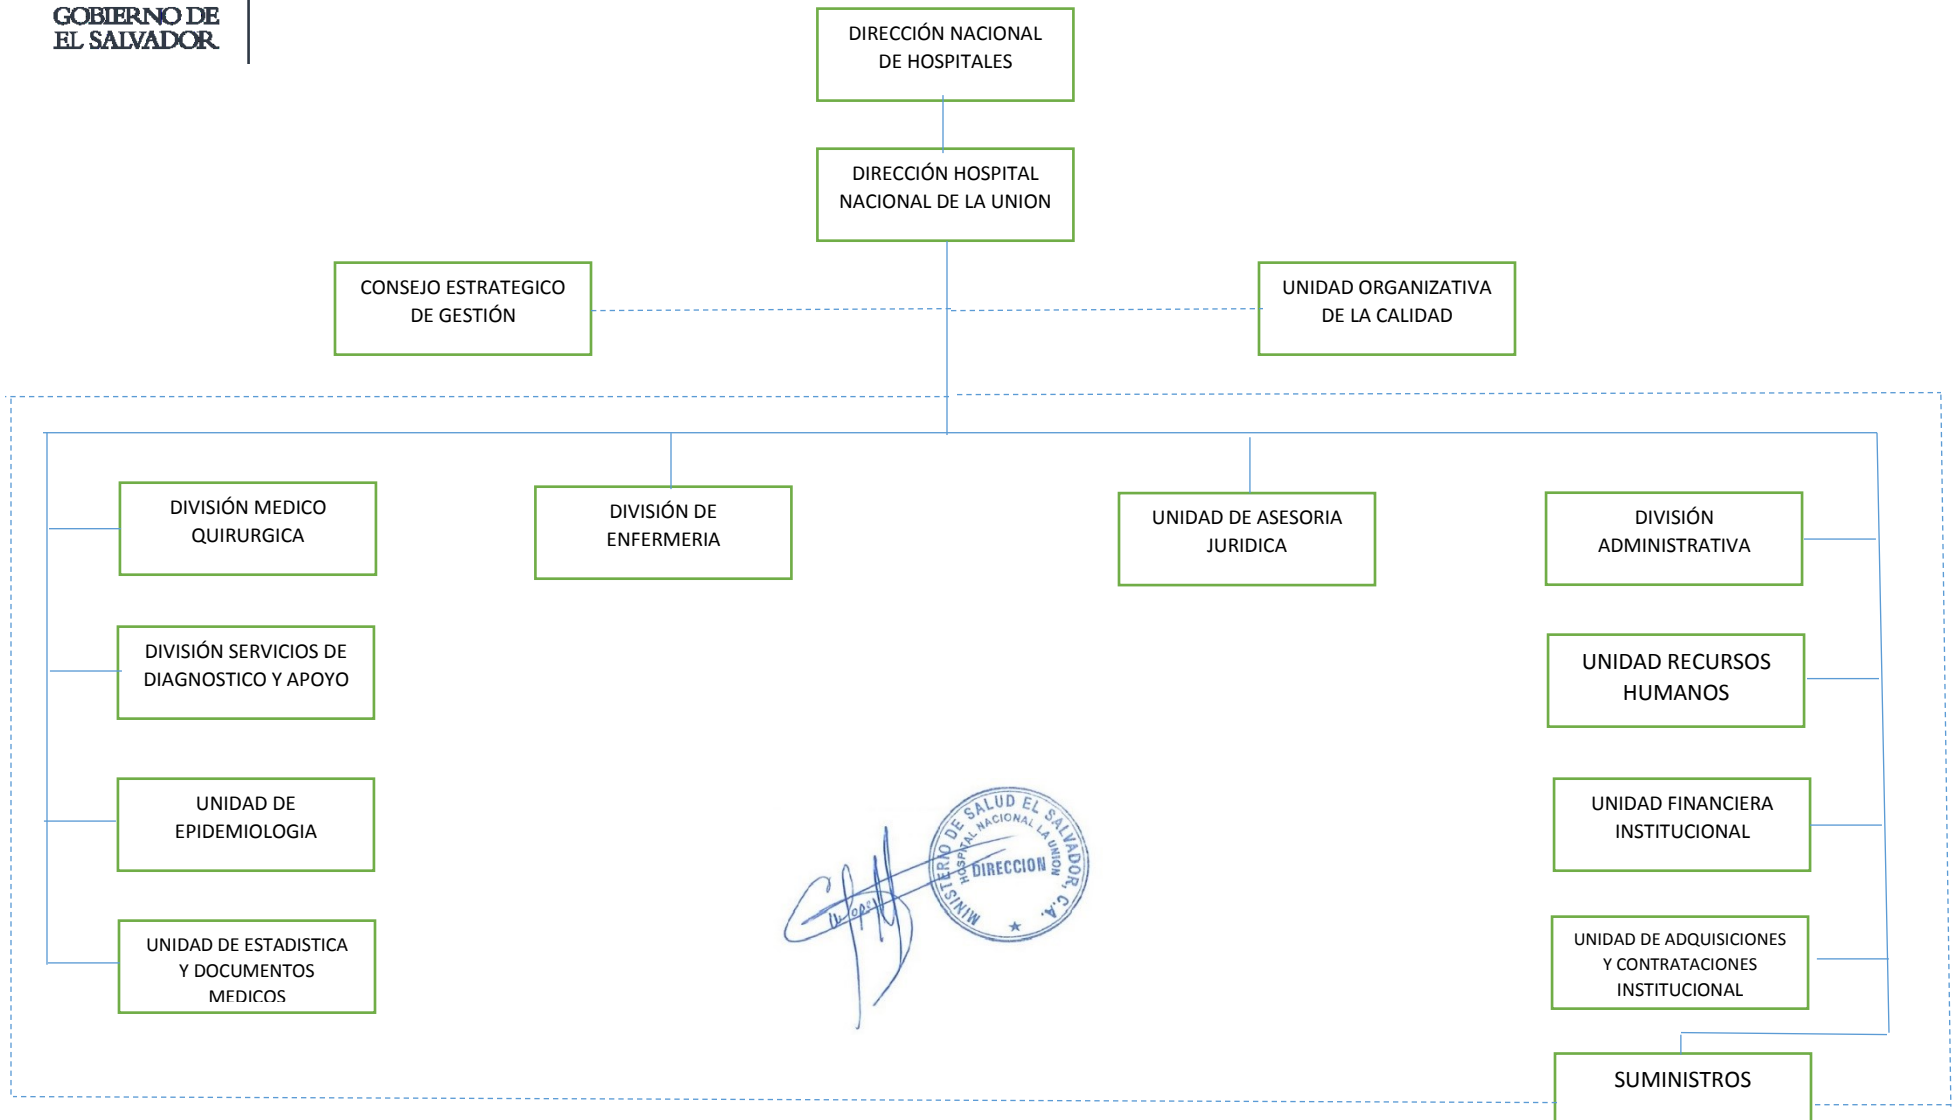 GOBIERNO DE
EL SALVADOR
DIRECCIÓN NACIONAL
DE HOSPITALES
DIRECCIÓN HOSPITAL
NACIONAL DE LA UNION
CONSEJO ESTRATEGICO
DE GESTIÓN
UNIDAD ORGANIZATIVA
DE LA CALIDAD
DIVISIÓN MEDICO
QUIRURGICA
DIVISIÓN DE
ENFERMERIA
UNIDAD DE ASESORIA
JURIDICA
DIVISIÓN
ADMINISTRATIVA
DIVISIÓN SERVICIOS DE
DIAGNOSTICO Y APOYO
UNIDAD RECURSOS
HUMANOS
UNIDAD DE
EPIDEMIOLOGIA
UNIDAD FINANCIERA
INSTITUCIONAL
MINISTERIO DE SALUD EL SALVADOR, C.A.
HOSPITAL NACIONAL LA UNION
DIRECCION
UNIDAD DE ESTADISTICA
Y DOCUMENTOS
MEDICOS
UNIDAD DE ADQUISICIONES
Y CONTRATACIONES
INSTITUCIONAL
SUMINISTROS